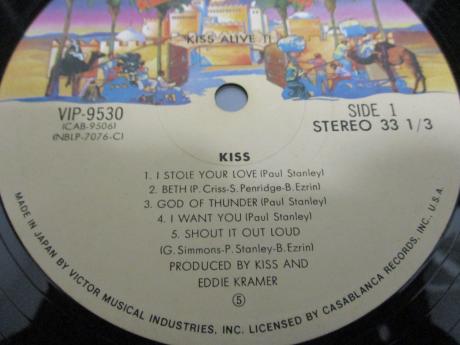 KISS ALIVE II
VIP-9530
(CAB-9506)
(NBLP-7076-C)
SIDE 1
STEREO 33 1/3
KISS
1. I STOLE YOUR LOVE (Paul Stanley)
2. BETH (P. Criss-S. Penridge-B. Ezrin)
3. GOD OF THUNDER (Paul Stanley)
4. I WANT YOU (Paul Stanley)
5. SHOUT IT OUT LOUD
(G. Simmons-P. Stanley-B. Ezrin)
PRODUCED BY KISS AND
EDDIE KRAMER
5
MADE IN JAPAN BY VICTOR MUSICAL INDUSTRIES, INC. LICENSED BY CASABLANCA RECORDS, INC., U.S.A.